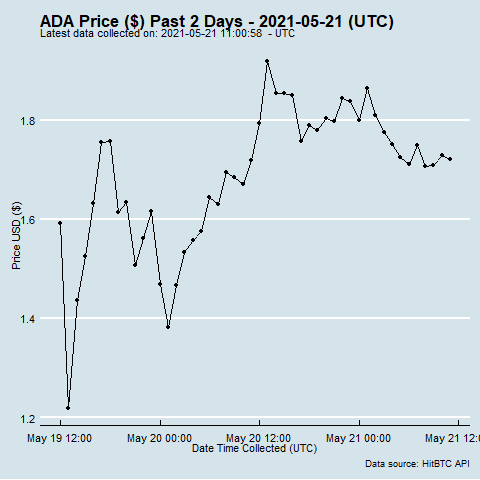 ADA Price ($) Past 2 Days - 2021-05-21 (UTC)
Latest data collected on: 2021-05-21 11:00:58 - UTC
Price USD ($)
1.8
1.6
1.4
1.2
May 19 12:00
May 20 00:00
May 20 12:00
May 21 00:00
May 21 12:0
Date Time Collected (UTC)
Data source: HitBTC API